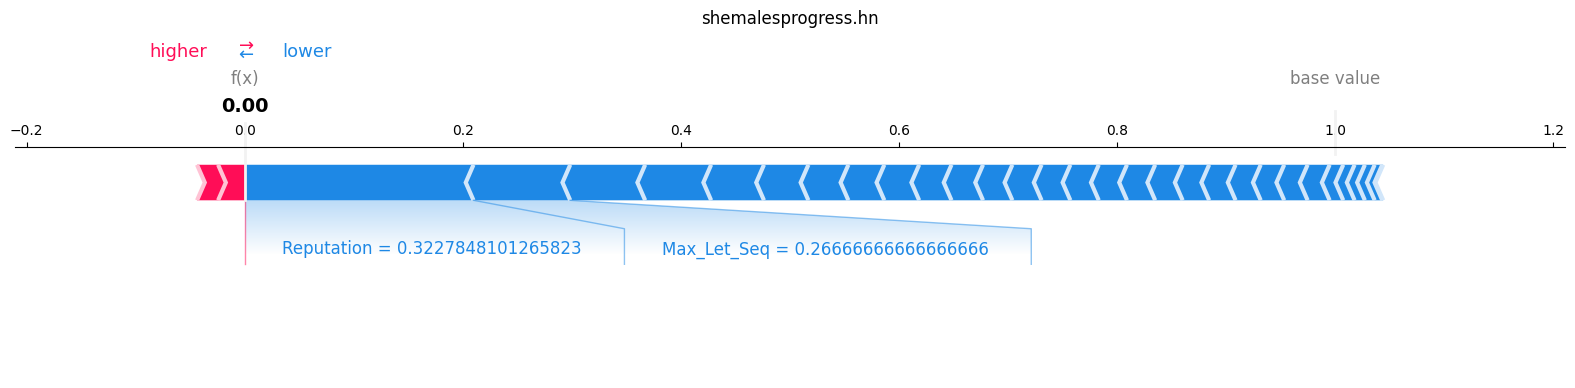 shemalesprogress.hn
higher ⇄ lower
f(x)
base value
0.00
−0.2 0.0 0.2 0.4 0.6 0.8 1.0 1.2
Reputation = 0.3227848101265823
Max_Let_Seq = 0.26666666666666666